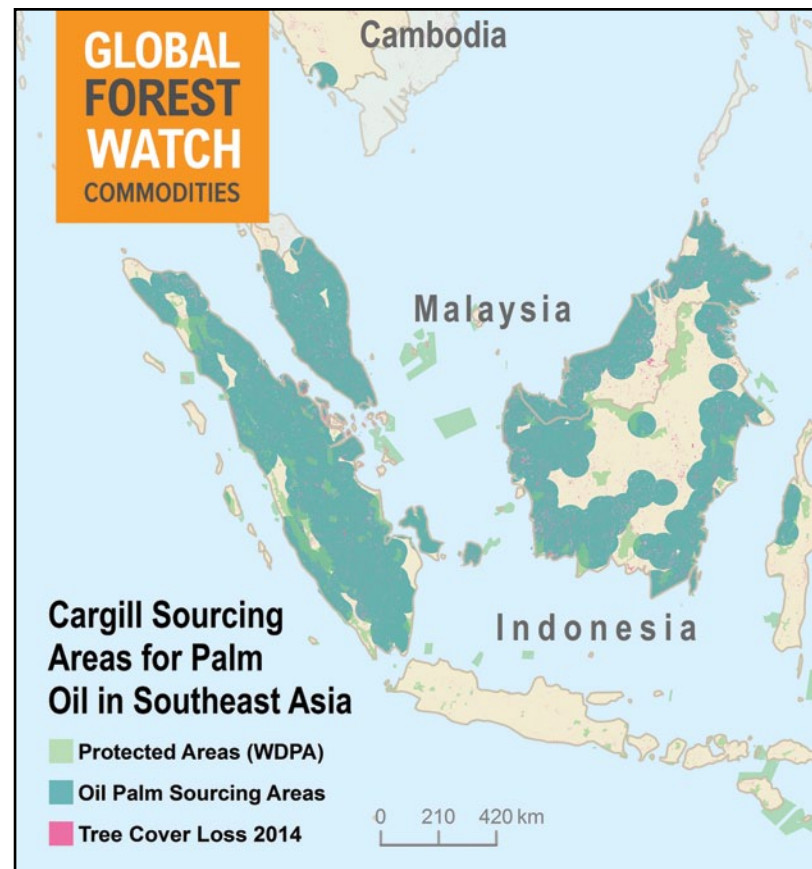 GLOBAL
FOREST
WATCH
COMMODITIES
Cambodia
Malaysia
Indonesia
Cargill Sourcing
Areas for Palm
Oil in Southeast Asia
Protected Areas (WDPA)
Oil Palm Sourcing Areas
Tree Cover Loss 2014
0 210 420 km